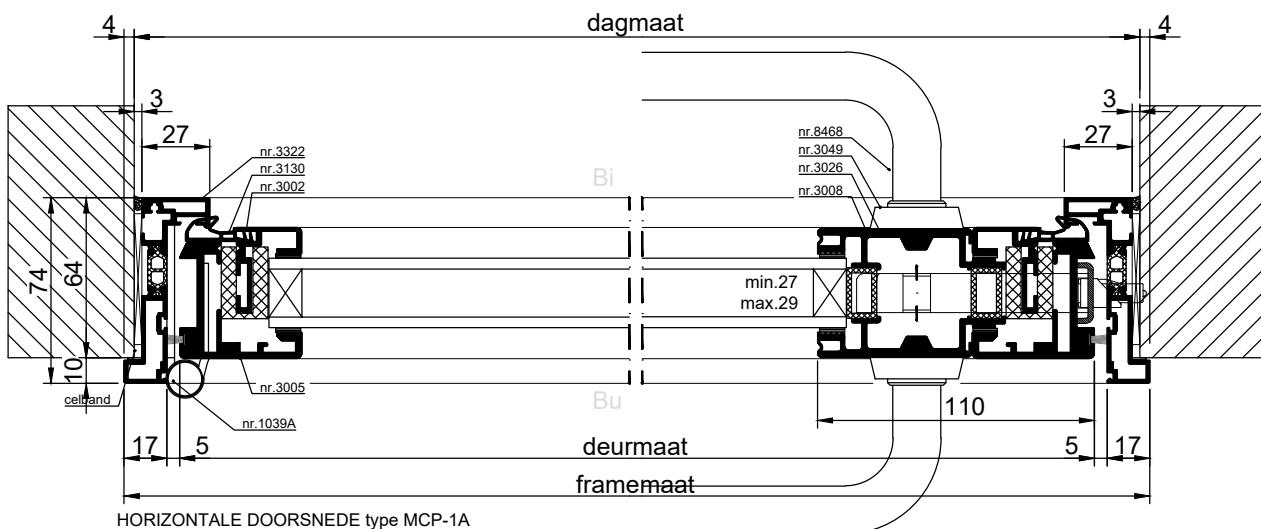 4 dagmaat 4
3 3
27 27
nr.3322
nr.3130
nr.3002
nr.8468
nr.3049
nr.3026
nr.3008
Bi
74 64
min.27
max.29
10
celband
nr.3005
nr.1039A
Bu
110
17 5 deurmaat 5 17
framemaat
HORIZONTALE DOORSNEDE type MCP-1A